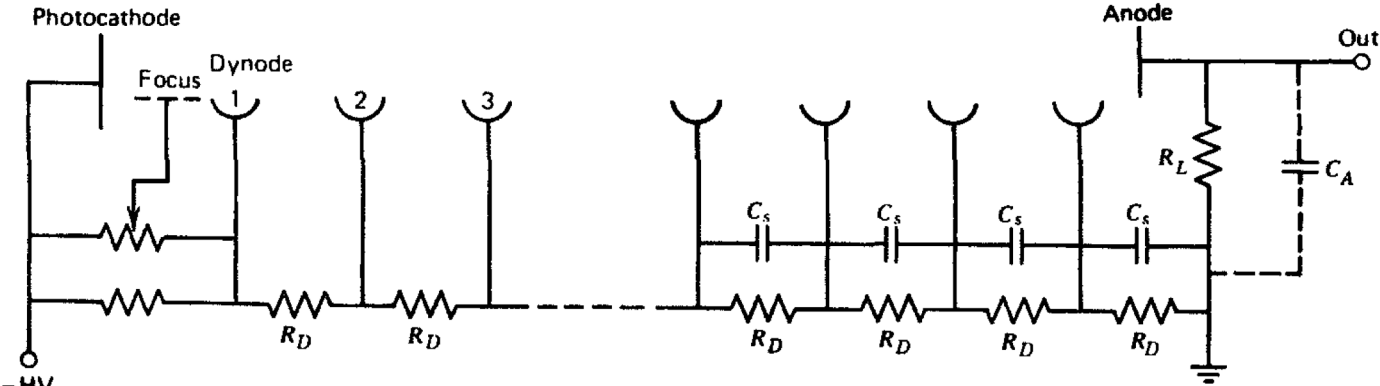 Photocathode
Anode
Out
Dynode
Focus
1
2
3
R_L
C_A
C_s
C_s
C_s
C_s
R_D
R_D
R_D
R_D
R_D
R_D
-HV